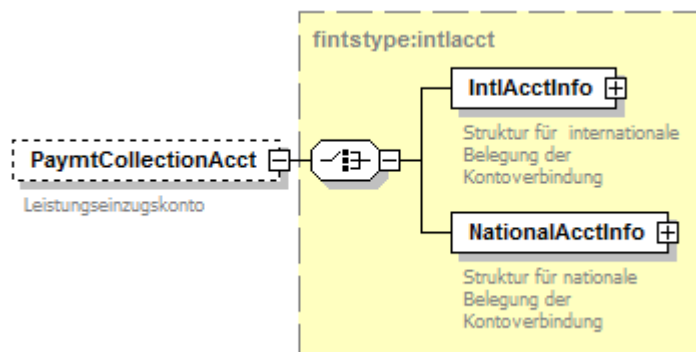 fintstype:intlacct
IntlAcctInfo
Struktur für internationale
Belegung der
Kontoverbindung
PaymtCollectionAcct
Leistungseinzugskonto
NationalAcctInfo
Struktur für nationale
Belegung der
Kontoverbindung